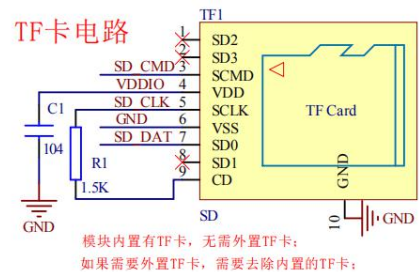 TF1
TF卡电路
1
SD2
2
SD3
SD_CMD 3
SCMD
VDDIO 4
VDD
C1
SD_CLK 5
SCLK
TF Card
GND 6
VSS
104
SD_DAT 7
SD0
R1
8
SD1
9
CD
1.5K
GND
GND
SD
10
GND
模块内置有TF卡，无需外置TF卡；
如果需要外置TF卡，需要去除内置的TF卡；